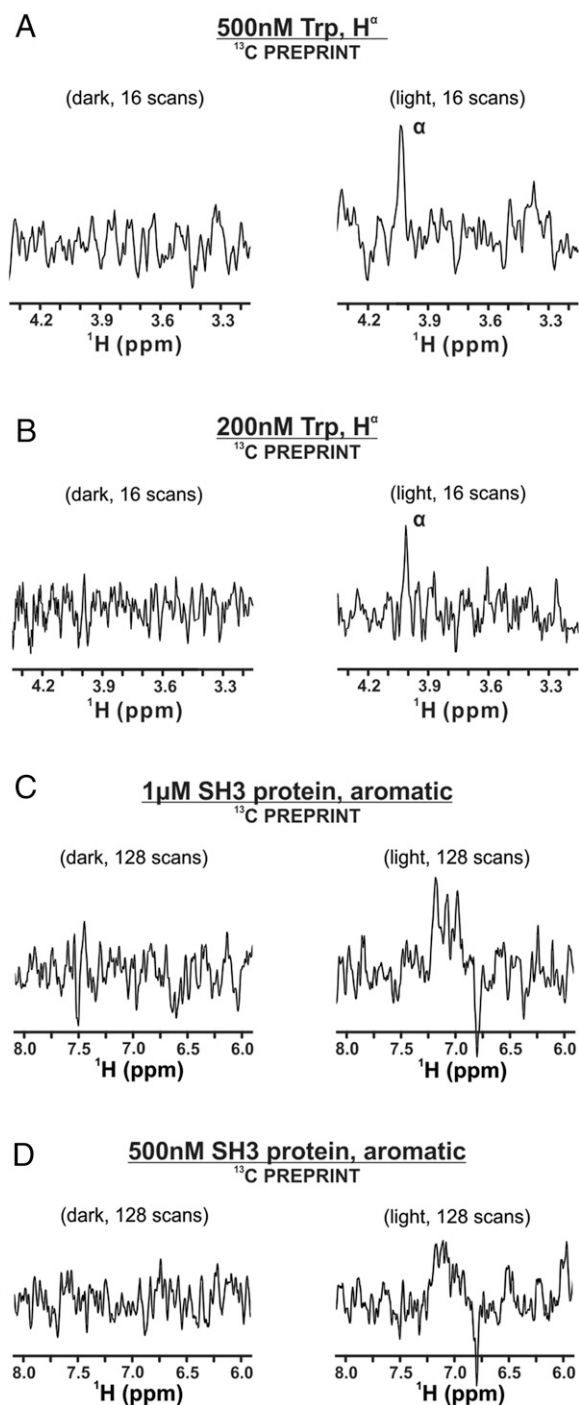 A
500nM Trp, Hᵅ
¹³C PREPRINT
(dark, 16 scans)
(light, 16 scans)
α
4.2 3.9 3.6 3.3
¹H (ppm)
4.2 3.9 3.6 3.3
¹H (ppm)
B
200nM Trp, Hᵅ
¹³C PREPRINT
(dark, 16 scans)
(light, 16 scans)
α
4.2 3.9 3.6 3.3
¹H (ppm)
4.2 3.9 3.6 3.3
¹H (ppm)
C
1µM SH3 protein, aromatic
¹³C PREPRINT
(dark, 128 scans)
(light, 128 scans)
8.0 7.5 7.0 6.5 6.0
¹H (ppm)
8.0 7.5 7.0 6.5 6.0
¹H (ppm)
D
500nM SH3 protein, aromatic
¹³C PREPRINT
(dark, 128 scans)
(light, 128 scans)
8.0 7.5 7.0 6.5 6.0
¹H (ppm)
8.0 7.5 7.0 6.5 6.0
¹H (ppm)